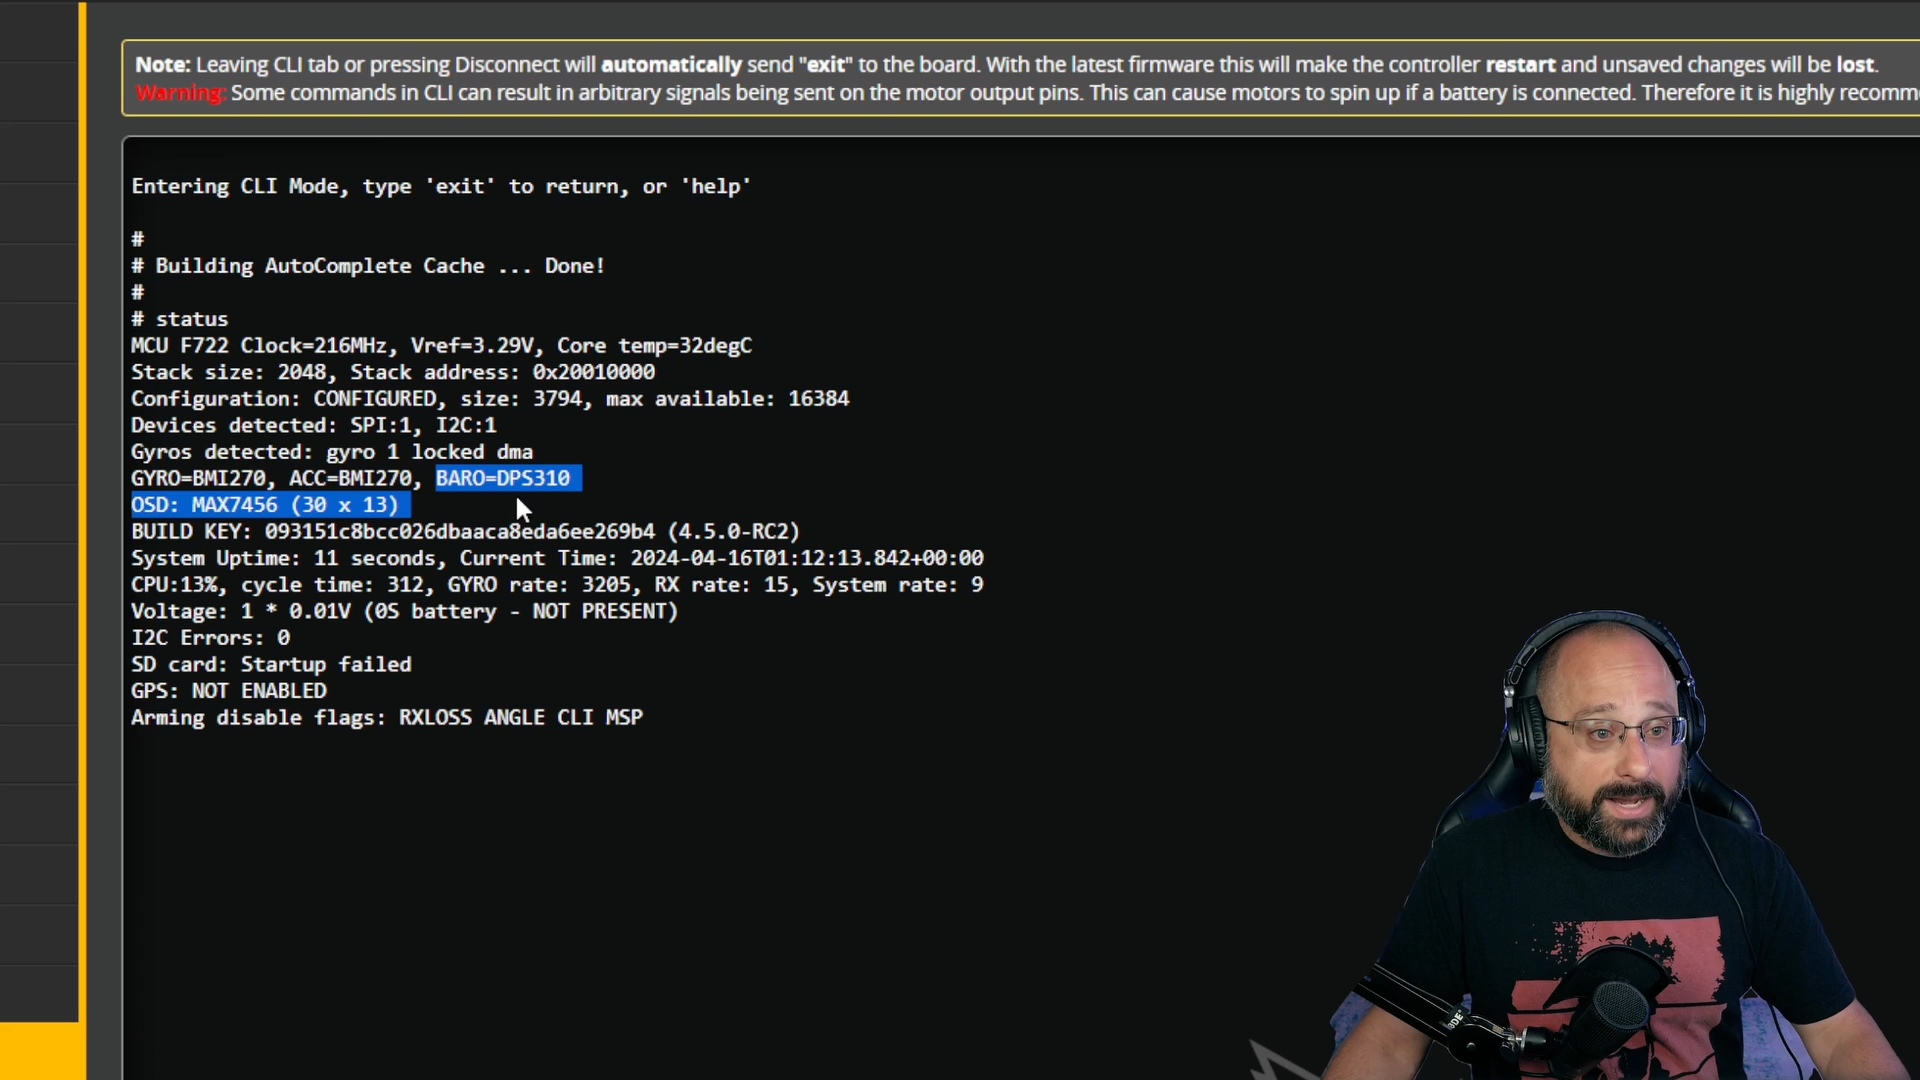 Note: Leaving CLI tab or pressing Disconnect will automatically send "exit" to the board. With the latest firmware this will make the controller restart and unsaved changes will be lost.
Warning: Some commands in CLI can result in arbitrary signals being sent on the motor output pins. This can cause motors to spin up if a battery is connected. Therefore it is highly
Entering CLI Mode, type 'exit' to return, or 'help'
#
# Building AutoComplete Cache ... Done!
#
# status
MCU F722 Clock=216MHz, Vref=3.29V, Core temp=32degC
Stack size: 2048, Stack address: 0x20010000
Configuration: CONFIGURED, size: 3794, max available: 16384
Devices detected: SPI:1, I2C:1
Gyros detected: gyro 1 locked dma
GYRO=BMI270, ACC=BMI270, BARO=DPS310
OSD: MAX7456 (30 x 13)
BUILD KEY: 093151c8bcc026dbaaca8eda6ee269b4 (4.5.0-RC2)
System Uptime: 11 seconds, Current Time: 2024-04-16T01:12:13.842+00:00
CPU:13%, cycle time: 312, GYRO rate: 3205, RX rate: 15, System rate: 9
Voltage: 1 * 0.01V (0S battery - NOT PRESENT)
I2C Errors: 0
SD card: Startup failed
GPS: NOT ENABLED
Arming disable flags: RXLOSS ANGLE CLI MSP